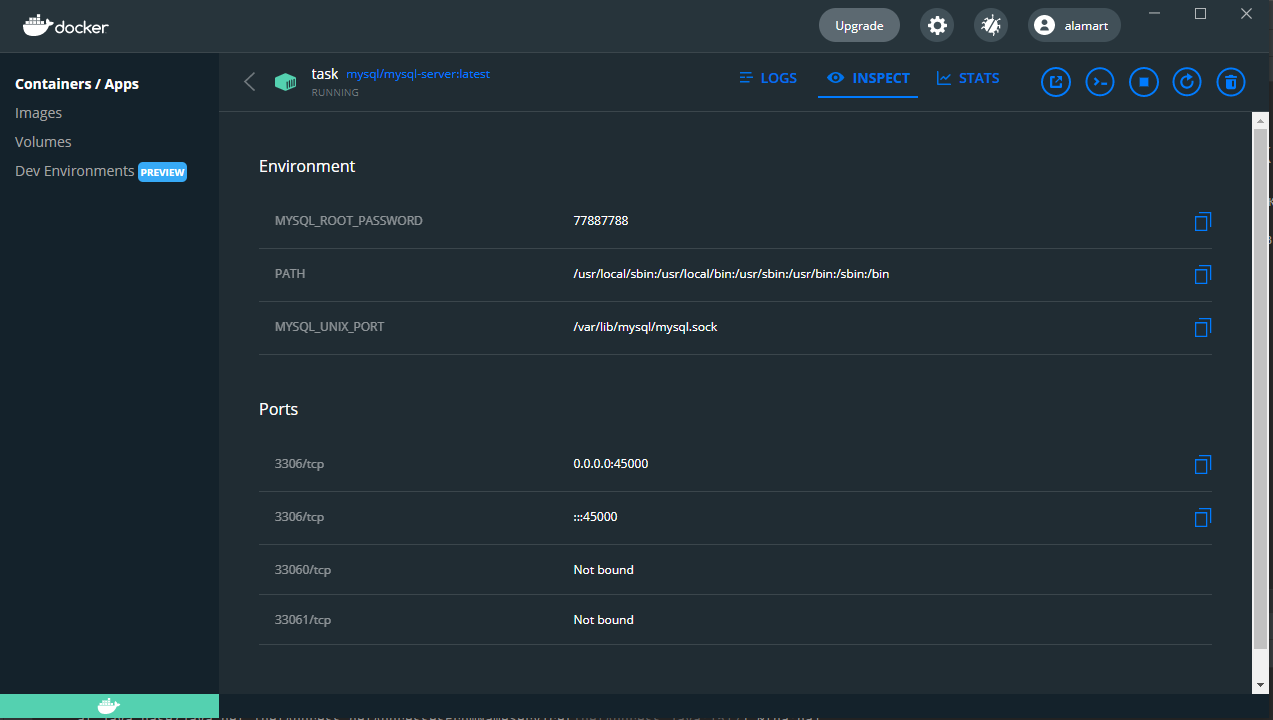 docker
Upgrade
alamart
Containers / Apps
Images
Volumes
Dev Environments PREVIEW
task mysql/mysql-server:latest
RUNNING
LOGS
INSPECT
STATS
Environment
MYSQL_ROOT_PASSWORD 77887788
PATH /usr/local/sbin:/usr/local/bin:/usr/sbin:/usr/bin:/sbin:/bin
MYSQL_UNIX_PORT /var/lib/mysql/mysql.sock
Ports
3306/tcp 0.0.0.0:45000
3306/tcp :::45000
33060/tcp Not bound
33061/tcp Not bound